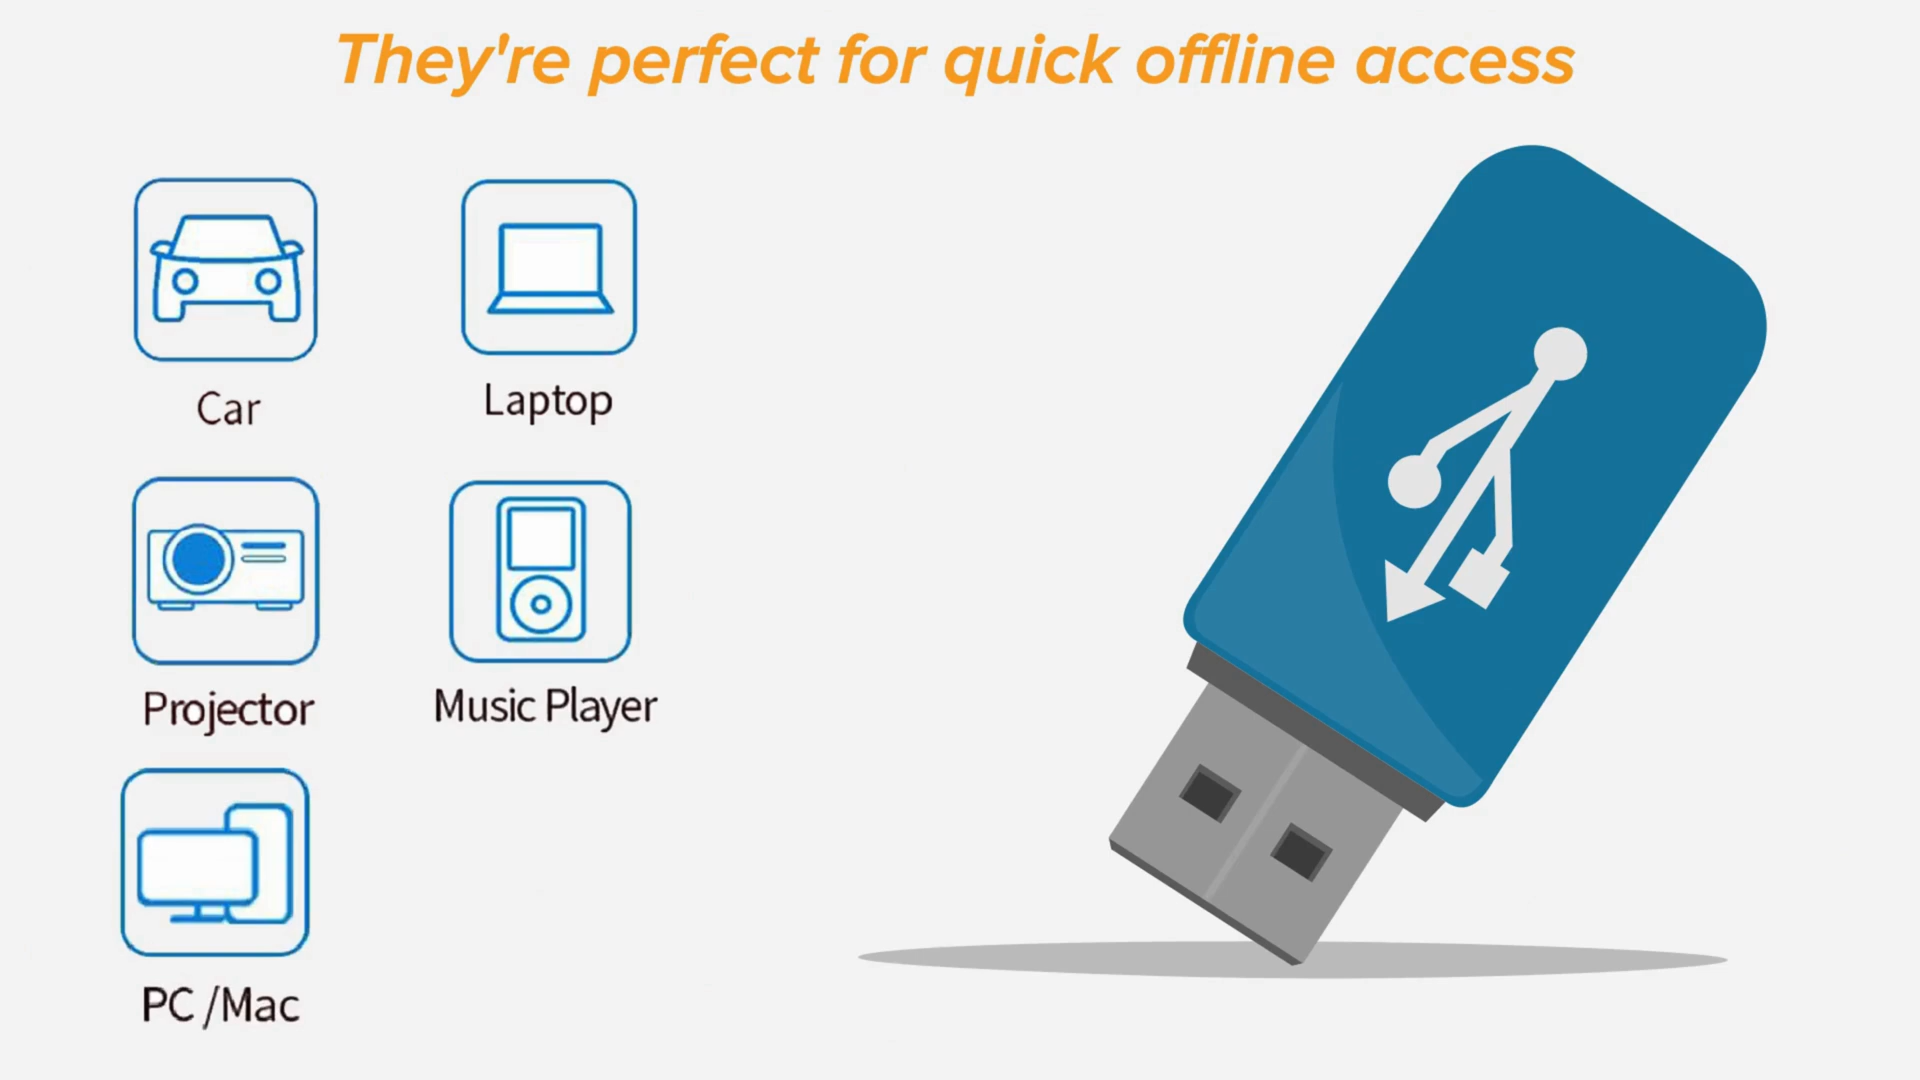 They're perfect for quick offline access
Car
Laptop
Projector
Music Player
PC /Mac